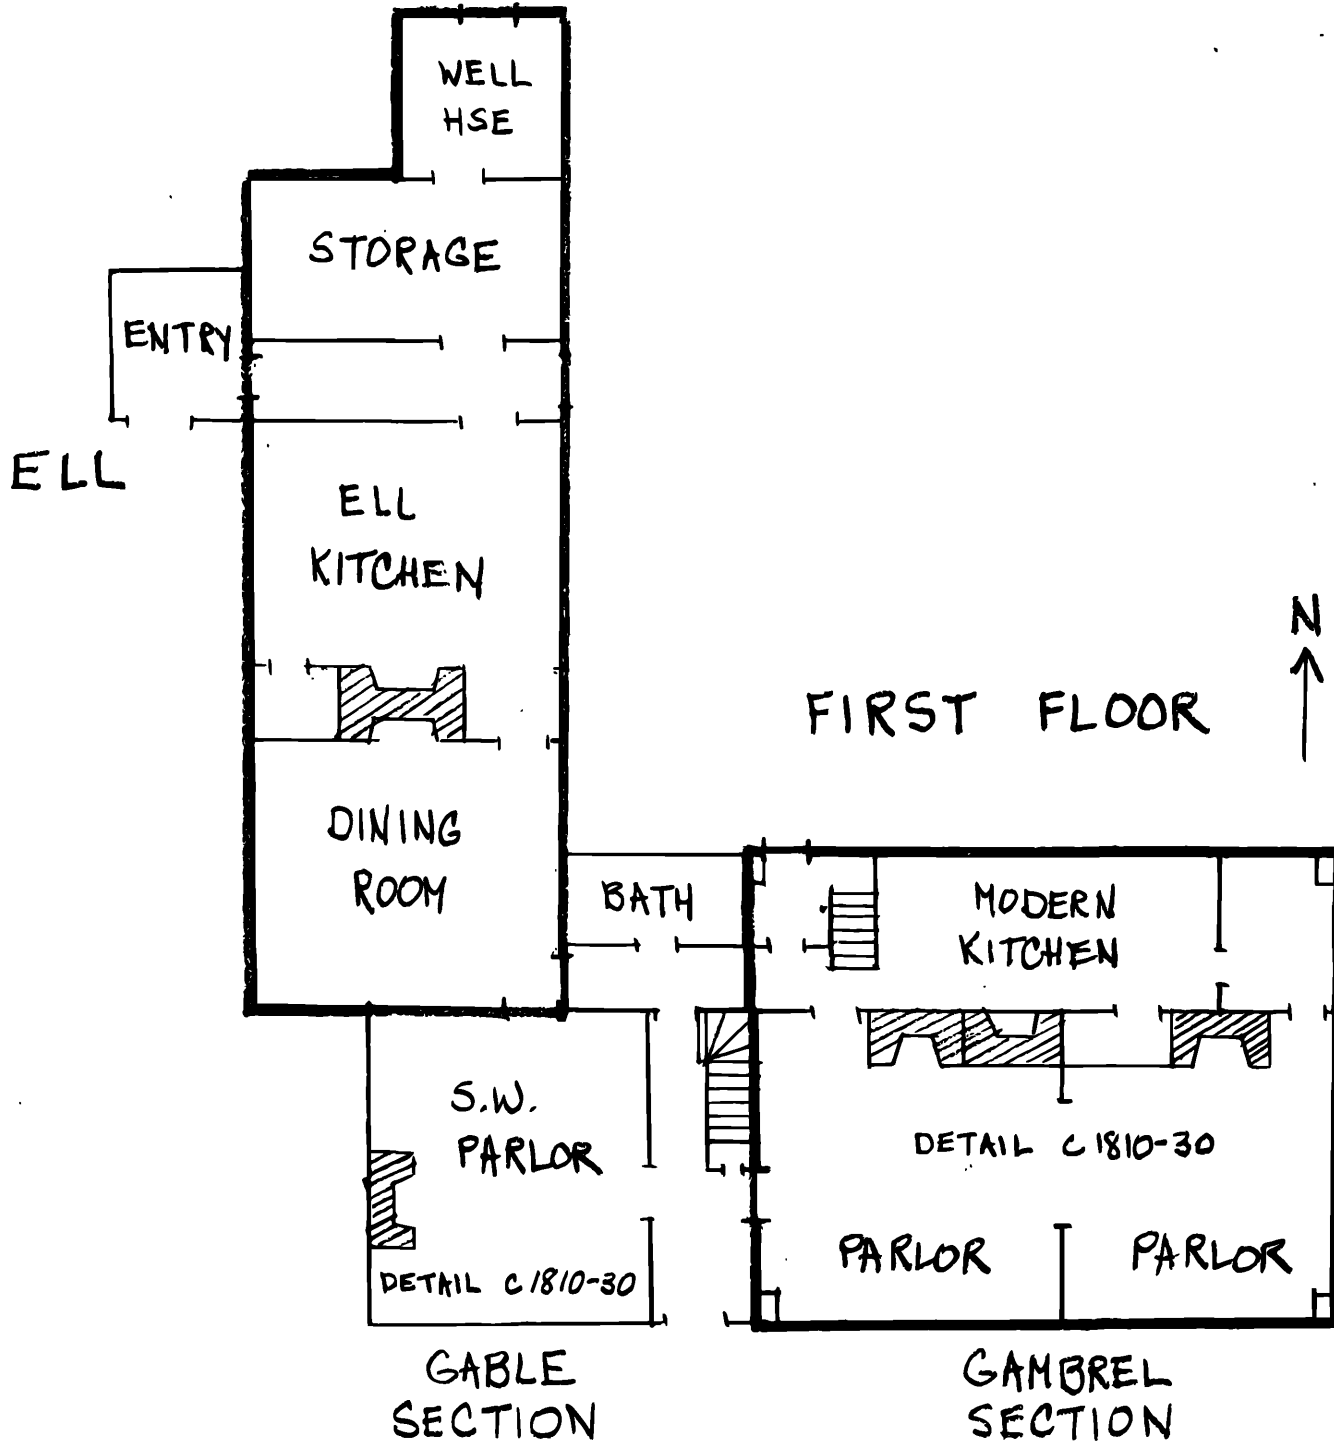 WELL
HSE
STORAGE
ENTRY
ELL
ELL
KITCHEN
N
FIRST FLOOR
DINING
ROOM
BATH
MODERN
KITCHEN
S.W.
PARLOR
DETAIL C 1810-30
DETAIL C 1810-30
PARLOR
PARLOR
GABLE
SECTION
GAMBREL
SECTION